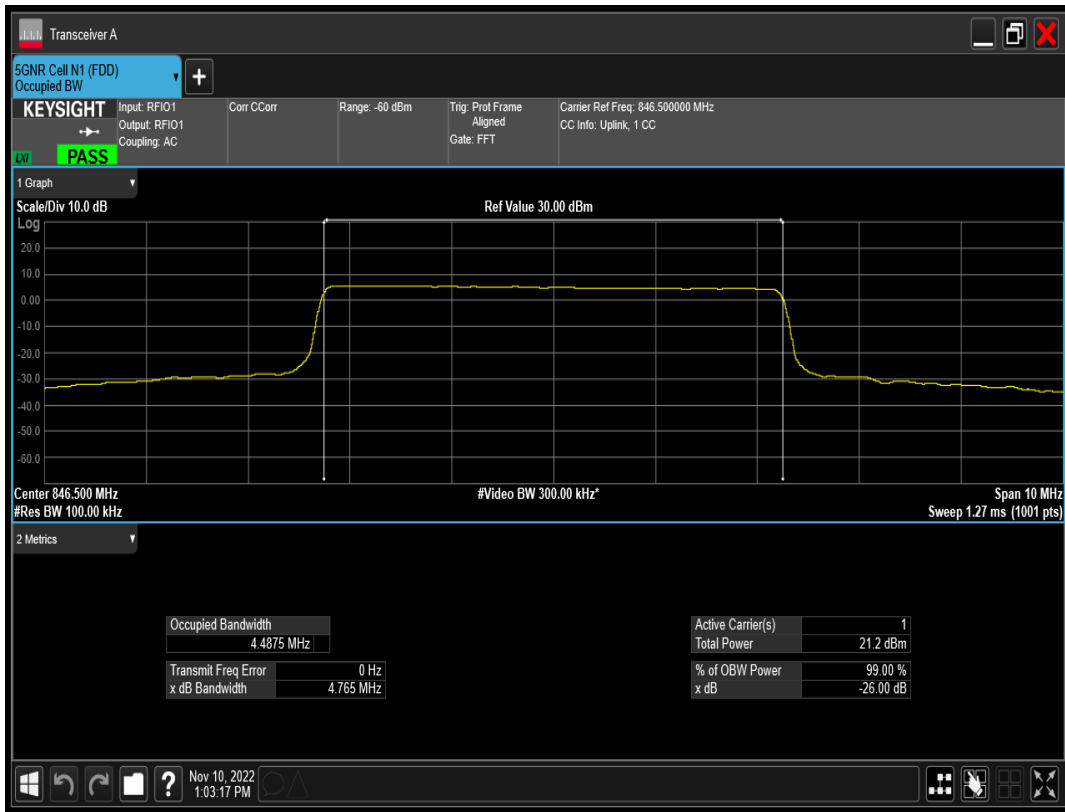 Transceiver A
5GNR Cell N1 (FDD)
Occupied BW
KEYSIGHT
LXI
PASS
Input: RFIO1
Output: RFIO1
Coupling: AC
Corr CCorr
Range: -60 dBm
Trig: Prot Frame
Aligned
Gate: FFT
Carrier Ref Freq: 846.500000 MHz
CC Info: Uplink, 1 CC
1 Graph
Scale/Div 10.0 dB
Ref Value 30.00 dBm
Log
20.0
10.0
0.00
-10.0
-20.0
-30.0
-40.0
-50.0
-60.0
Center 846.500 MHz
#Video BW 300.00 kHz*
Span 10 MHz
#Res BW 100.00 kHz
Sweep 1.27 ms (1001 pts)
2 Metrics
Occupied Bandwidth
4.4875 MHz
Transmit Freq Error 0 Hz
x dB Bandwidth 4.765 MHz
Active Carrier(s) 1
Total Power 21.2 dBm
% of OBW Power 99.00 %
x dB -26.00 dB
?
Nov 10, 2022
1:03:17 PM